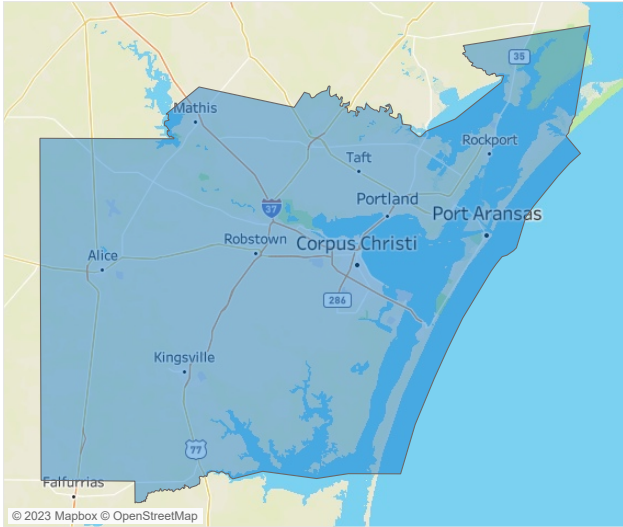 35
Mathis
Rockport
Taft
Portland
37
Port Aransas
Robstown
Corpus Christi
Alice
286
Kingsville
77
Falfurrias
© 2023 Mapbox © OpenStreetMap